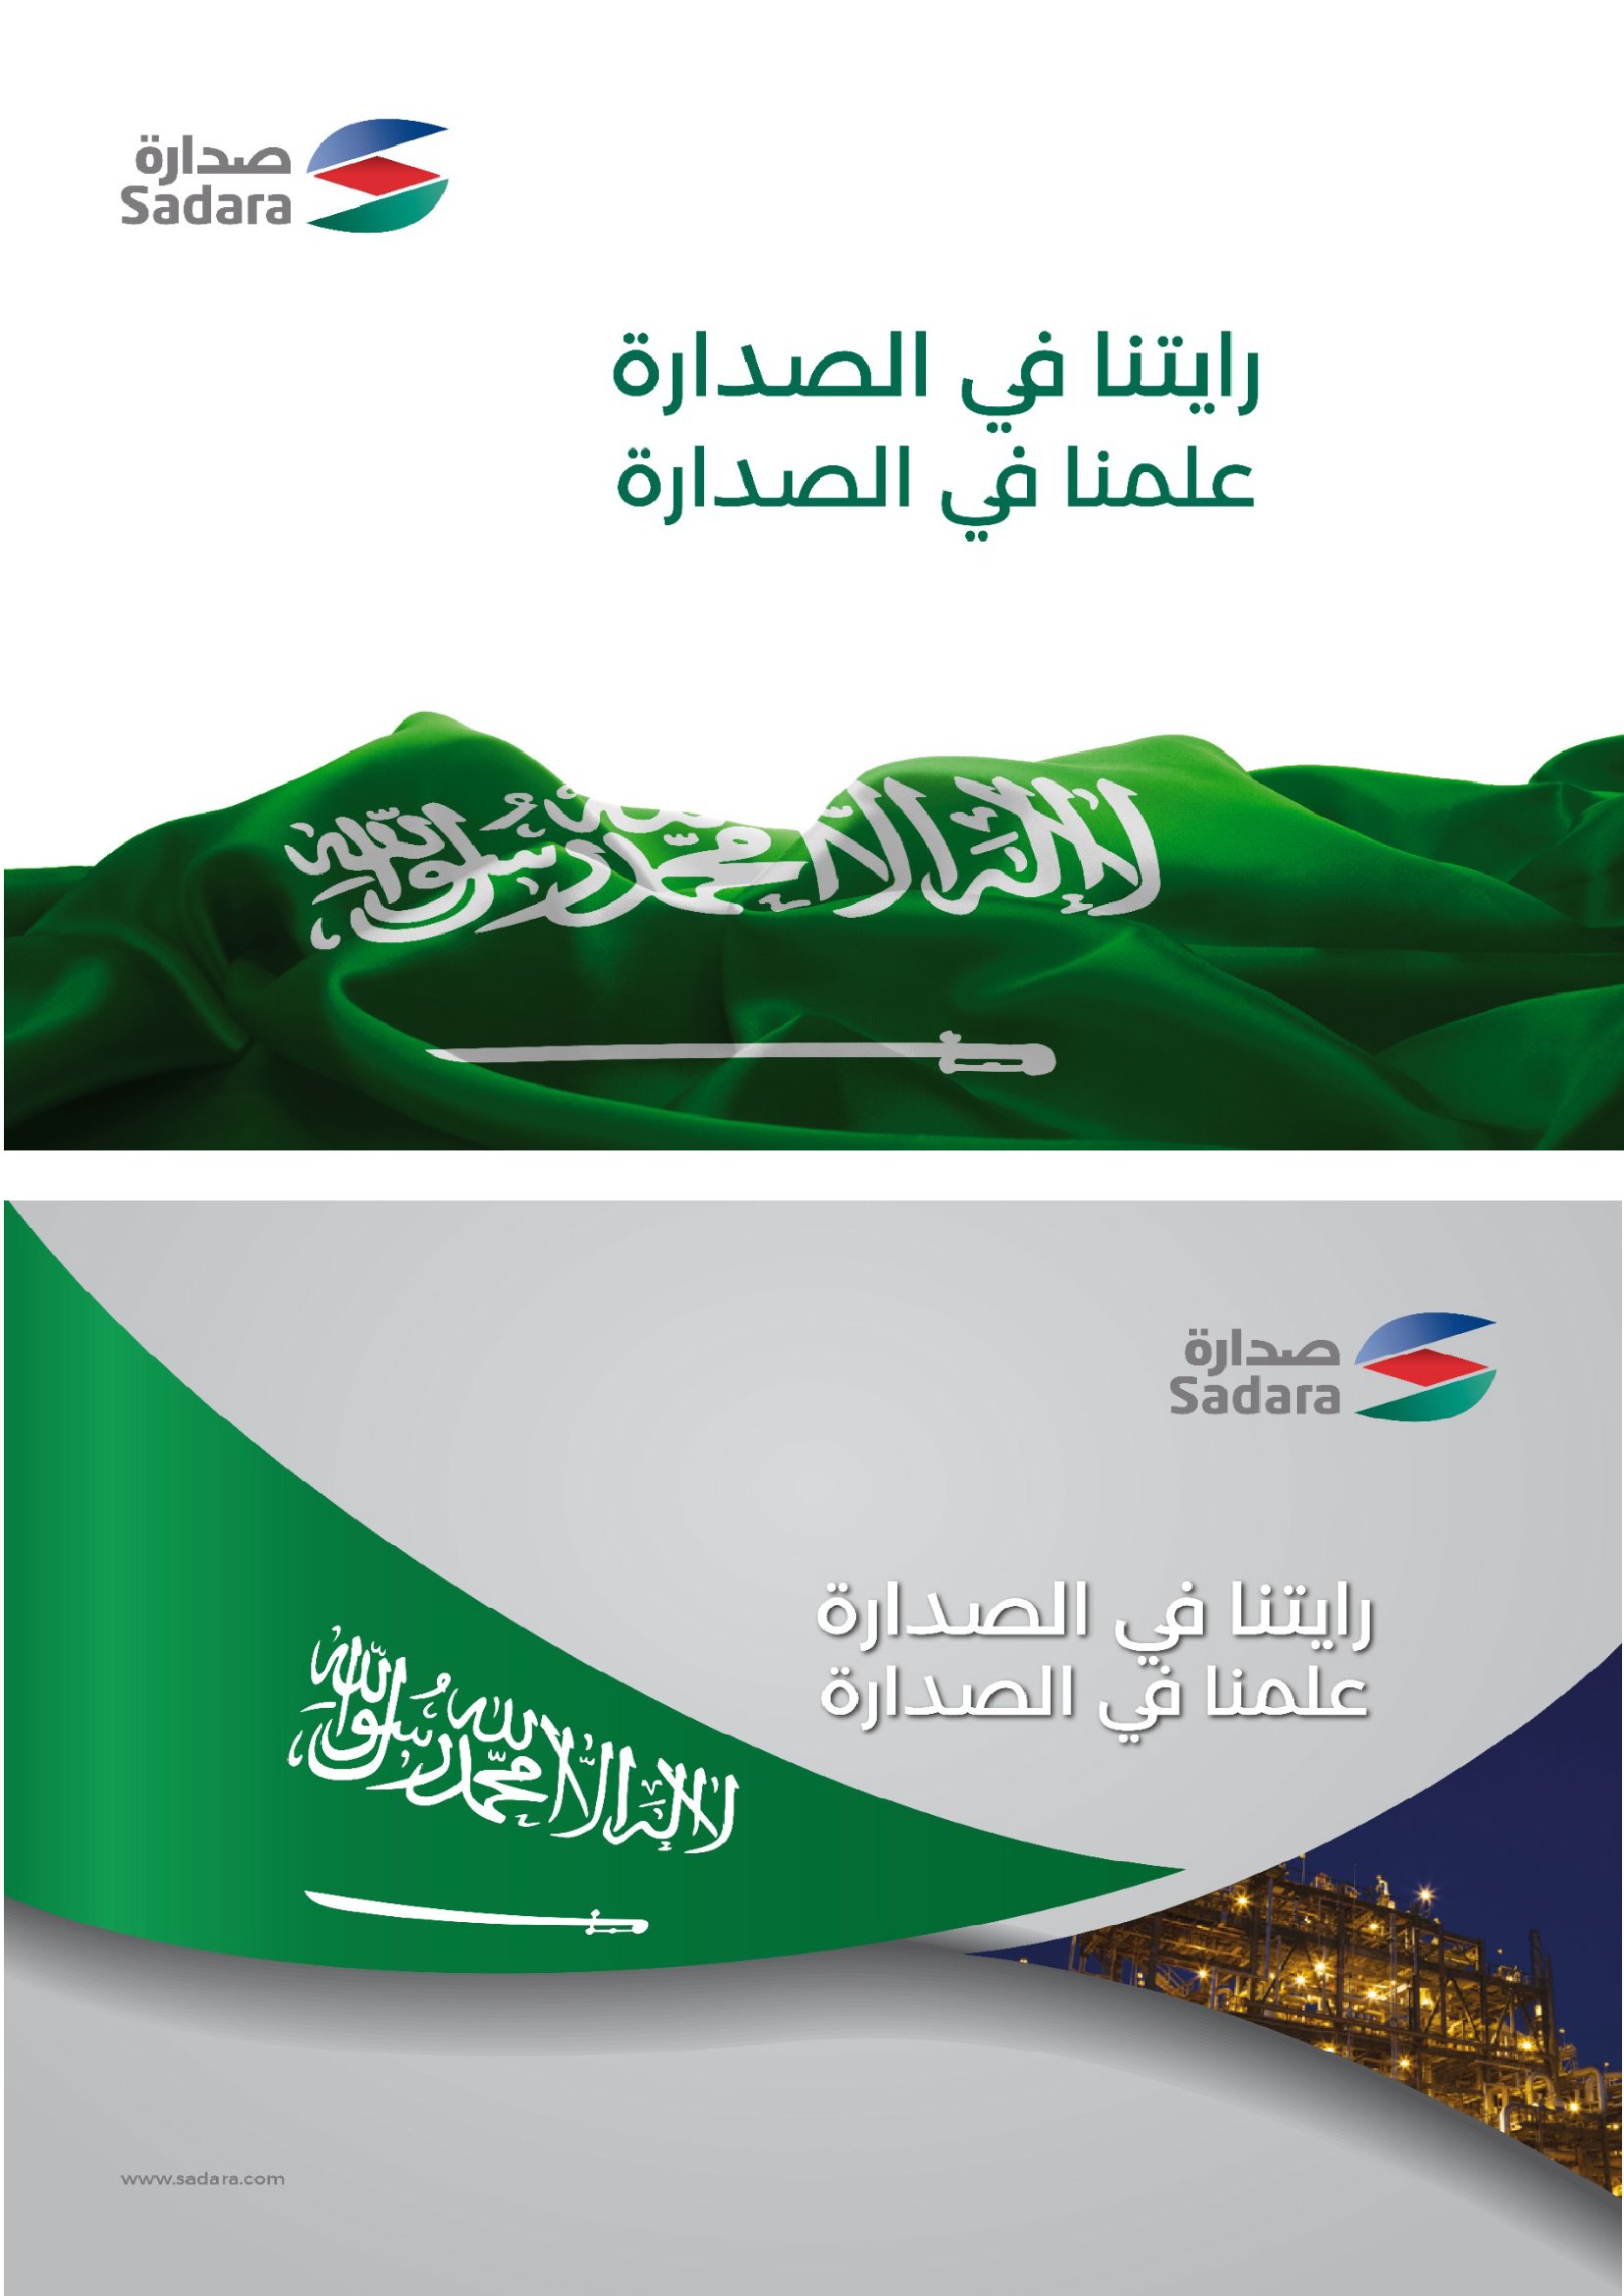 صدارة
Sadara
رايتنا في الصدارة
علمنا في الصدارة
لا إله إلا الله محمد رسول الله
صدارة
Sadara
رايتنا في الصدارة
علمنا في الصدارة
لا إله إلا الله محمد رسول الله
www.sadara.com